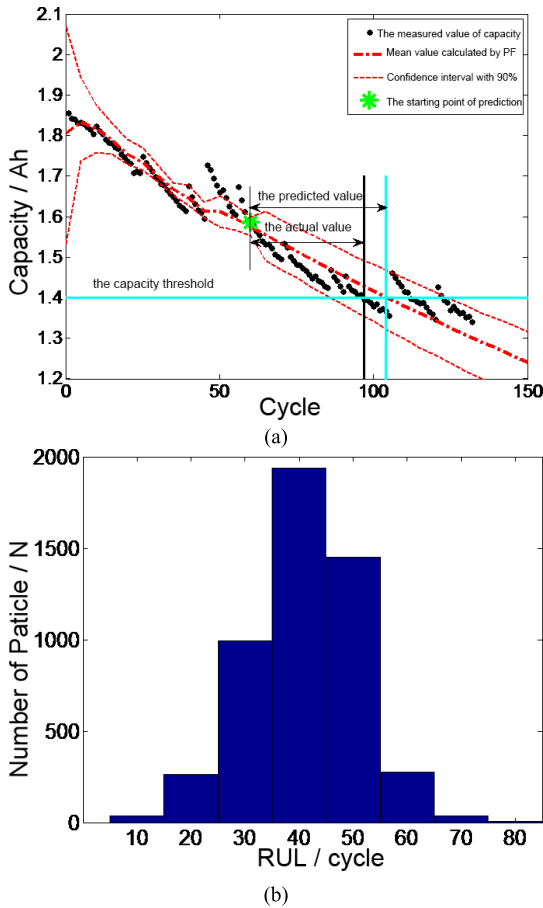 2.1
2
1.9
1.8
1.7
1.6
1.5
1.4
1.3
1.2
Capacity / Ah
The measured value of capacity
Mean value calculated by PF
Confidence interval with 90%
The starting point of prediction
the predicted value
the actual value
the capacity threshold
0 50 100 150
Cycle
(a)
2000
1500
1000
500
0
Number of Paticle / N
10 20 30 40 50 60 70 80
RUL / cycle
(b)